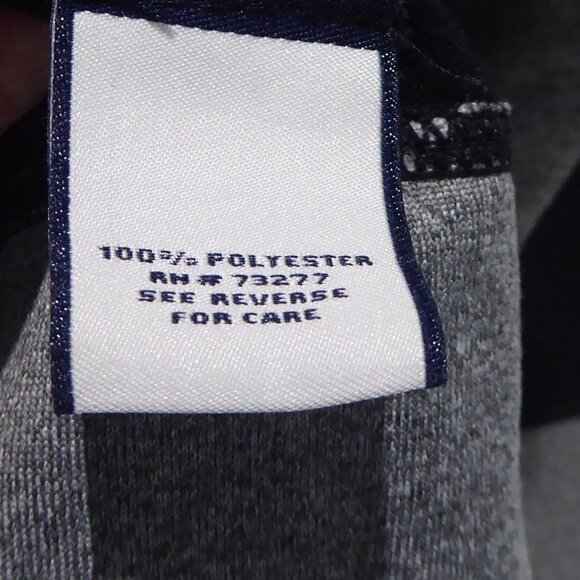 100% POLYESTER
RN # 73277
SEE REVERSE
FOR CARE